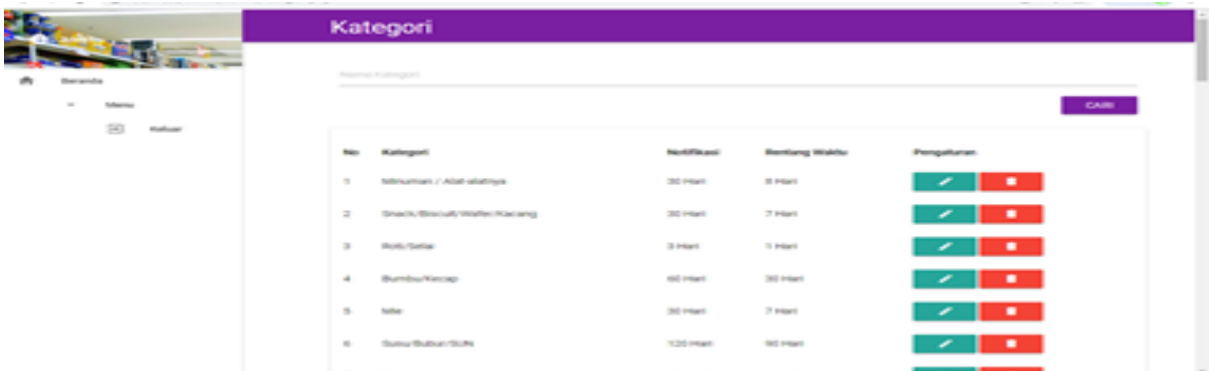 Kategori
Beranda
Menu
Keluar
Nama Kategori
CARI
No Kategori Notifikasi Rentang Waktu Pengaturan
1 Minuman / Alat-alatnya 30 Hari 8 Hari
2 Snack/Biscuit/Wafer/Kacang 30 Hari 7 Hari
3 Roti/Selai 3 Hari 1 Hari
4 Bumbu/Kecap 60 Hari 30 Hari
5 Mie 30 Hari 7 Hari
6 Susu/Bubur/SUN 120 Hari 90 Hari